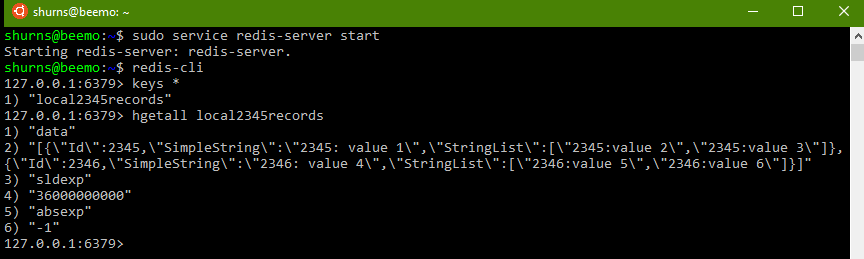 shurns@beemo: ~
shurns@beemo:~$ sudo service redis-server start
Starting redis-server: redis-server.
shurns@beemo:~$ redis-cli
127.0.0.1:6379> keys *
1) "local2345records"
127.0.0.1:6379> hgetall local2345records
1) "data"
2) "[{\"Id\":2345,\"SimpleString\":\"2345: value 1\",\"StringList\":[\"2345:value 2\",\"2345:value 3\"]},
{\"Id\":2346,\"SimpleString\":\"2346: value 4\",\"StringList\":[\"2346:value 5\",\"2346:value 6\"]}]"
3) "sldexp"
4) "36000000000"
5) "absexp"
6) "-1"
127.0.0.1:6379>